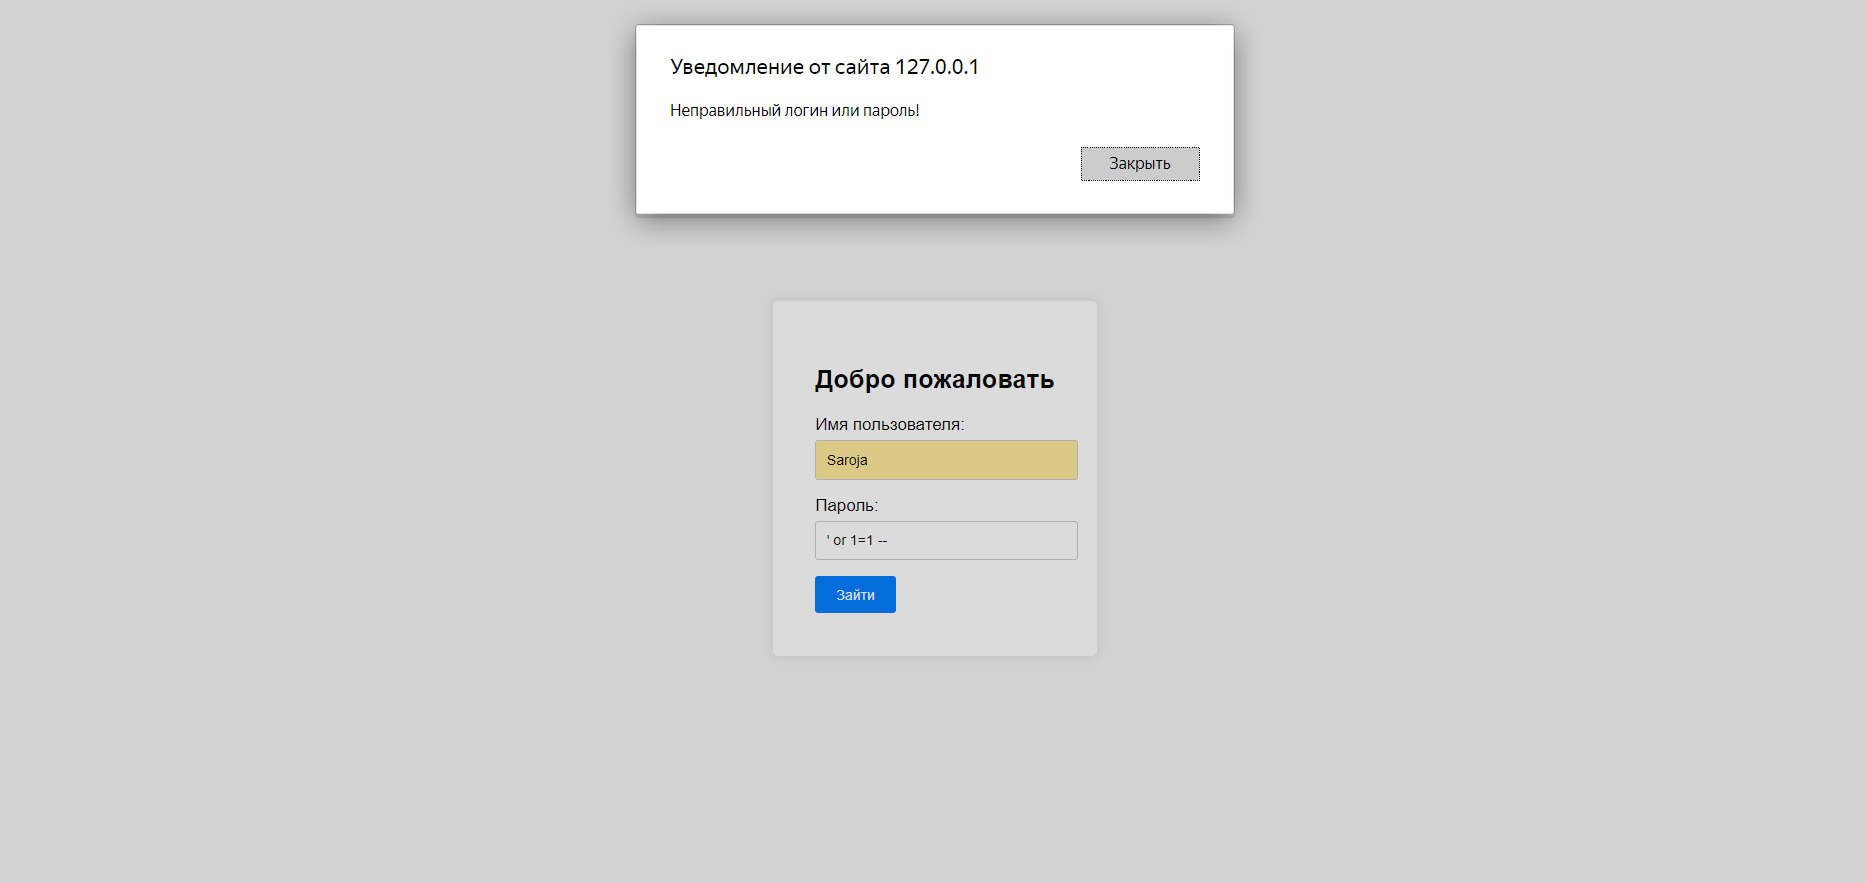 Уведомление от сайта 127.0.0.1
Неправильный логин или пароль!
Закрыть
Добро пожаловать
Имя пользователя:
Saroja
Пароль:
' or 1=1 --
Зайти